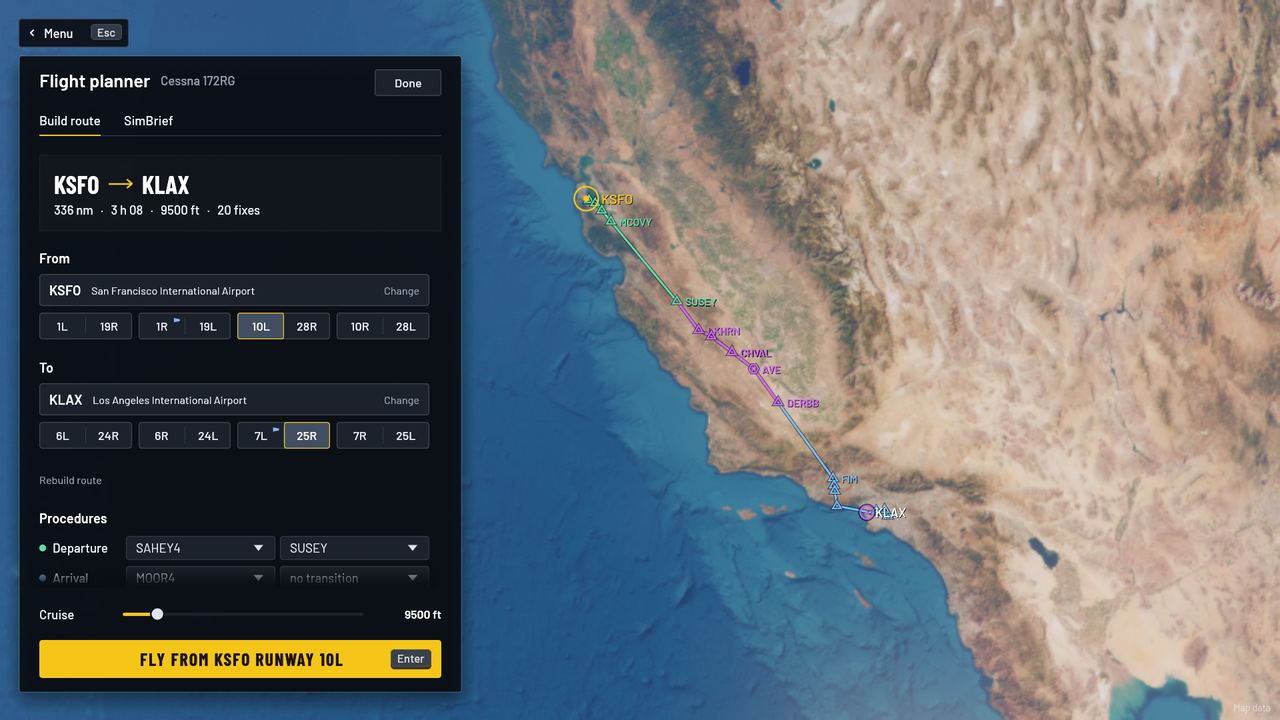 Menu Esc
Flight planner Cessna 172RG Done
Build route SimBrief
KSFO → KLAX
336 nm · 3 h 08 · 9500 ft · 20 fixes
From
KSFO San Francisco International Airport Change
1L 19R 1R 19L 10L 28R 10R 28L
To
KLAX Los Angeles International Airport Change
6L 24R 6R 24L 7L 25R 7R 25L
Rebuild route
Procedures
Departure SAHEY4 SUSEY
Arrival MOOR4 no transition
Cruise 9500 ft
FLY FROM KSFO RUNWAY 10L Enter
KSFO
MCOVY
SUSEY
CHVAL
AVE
DERBB
FIM
KLAX
Map data